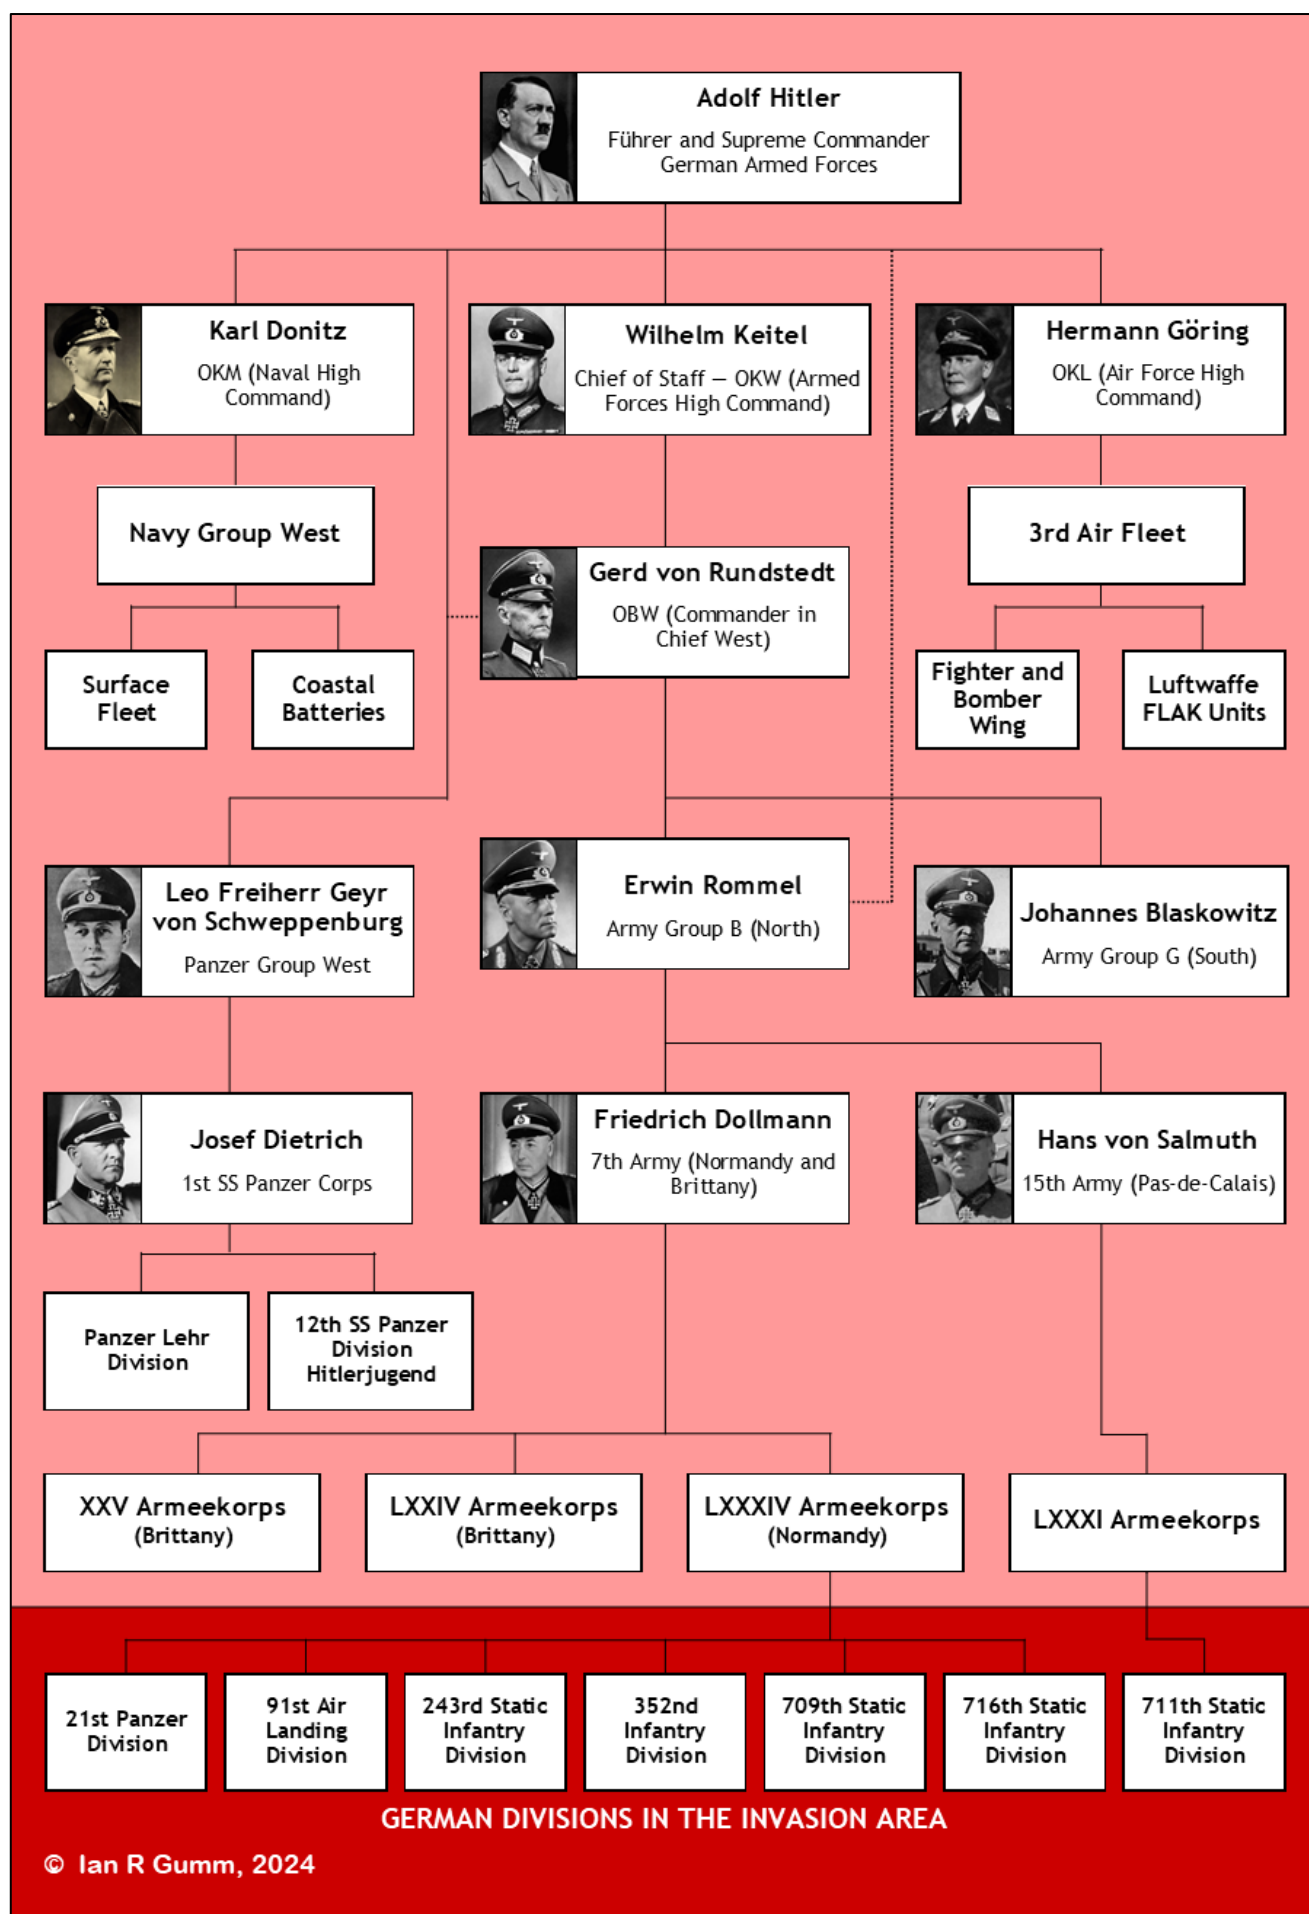 Adolf Hitler
Führer and Supreme Commander
German Armed Forces
Karl Donitz
OKM (Naval High
Command)
Wilhelm Keitel
Chief of Staff — OKW (Armed
Forces High Command)
Hermann Göring
OKL (Air Force High
Command)
Navy Group West
3rd Air Fleet
Gerd von Rundstedt
OBW (Commander in
Chief West)
Surface
Fleet
Coastal
Batteries
Fighter and
Bomber
Wing
Luftwaffe
FLAK Units
Leo Freiherr Geyr
von Schweppenburg
Panzer Group West
Erwin Rommel
Army Group B (North)
Johannes Blaskowitz
Army Group G (South)
Josef Dietrich
1st SS Panzer Corps
Friedrich Dollmann
7th Army (Normandy and
Brittany)
Hans von Salmuth
15th Army (Pas-de-Calais)
Panzer Lehr
Division
12th SS Panzer
Division
Hitlerjugend
XXV Armeekorps
(Brittany)
LXXIV Armeekorps
(Brittany)
LXXXIV Armeekorps
(Normandy)
LXXXI Armeekorps
21st Panzer
Division
91st Air
Landing
Division
243rd Static
Infantry
Division
352nd
Infantry
Division
709th Static
Infantry
Division
716th Static
Infantry
Division
711th Static
Infantry
Division
GERMAN DIVISIONS IN THE INVASION AREA
© Ian R Gumm, 2024